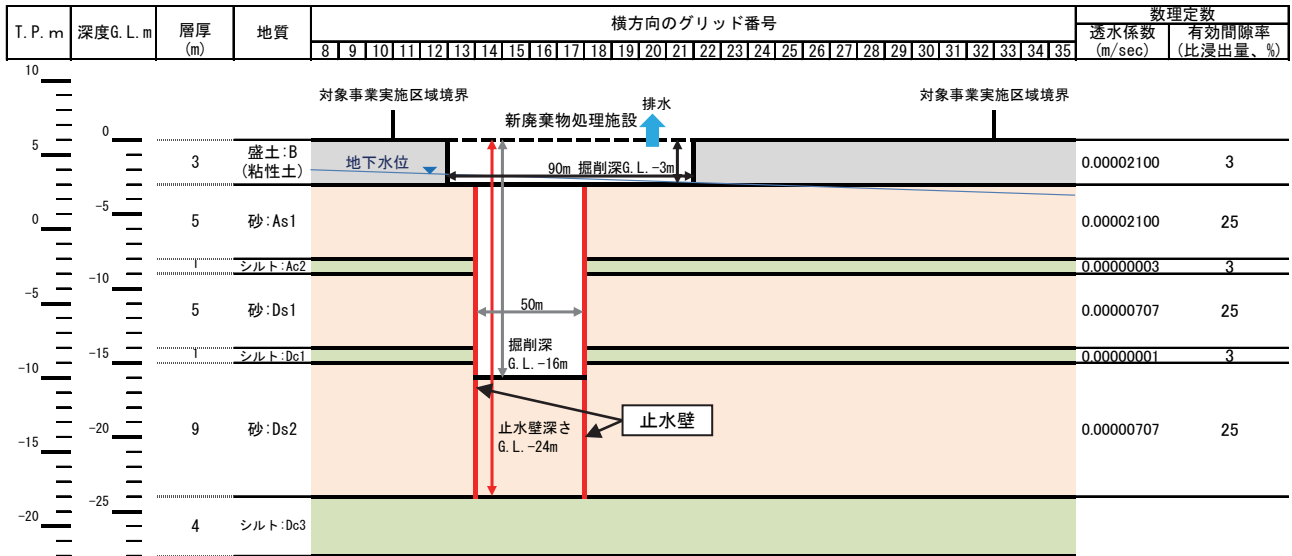 T.P.m 深度G.L.m 層厚(m) 地質 横方向のグリッド番号 数理定数
透水係数(m/sec) 有効間隙率(比浸出量、%)
8 9 10 11 12 13 14 15 16 17 18 19 20 21 22 23 24 25 26 27 28 29 30 31 32 33 34 35
10
対象事業実施区域境界 排水 対象事業実施区域境界
新廃棄物処理施設
5 0
3 盛土:B(粘性土) 地下水位 90m 掘削深G.L.-3m 0.00002100 3
0 -5 5 砂:As1 0.00002100 25
1 シルト:Ac2 0.00000003 3
-5 -10 5 砂:Ds1 50m 0.00000707 25
1 シルト:Dc1 0.00000001 3
-10 -15 掘削深
G.L.-16m
9 砂:Ds2 止水壁 0.00000707 25
-15 -20 止水壁深さ
G.L.-24m
-20 -25 4 シルト:Dc3